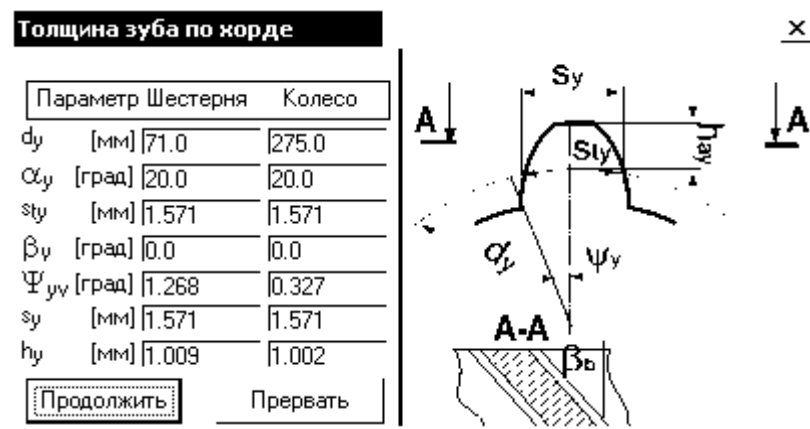 Толщина зуба по хорде
×
Параметр Шестерня Колесо
dy [мм] 71.0 275.0
αy [град] 20.0 20.0
sty [мм] 1.571 1.571
βy [град] 0.0 0.0
Ψyv [град] 1.268 0.327
sy [мм] 1.571 1.571
hy [мм] 1.009 1.002
Продолжить Прервать
Sy
A A
Sty
hay
dy
Ψy
A-A
βb